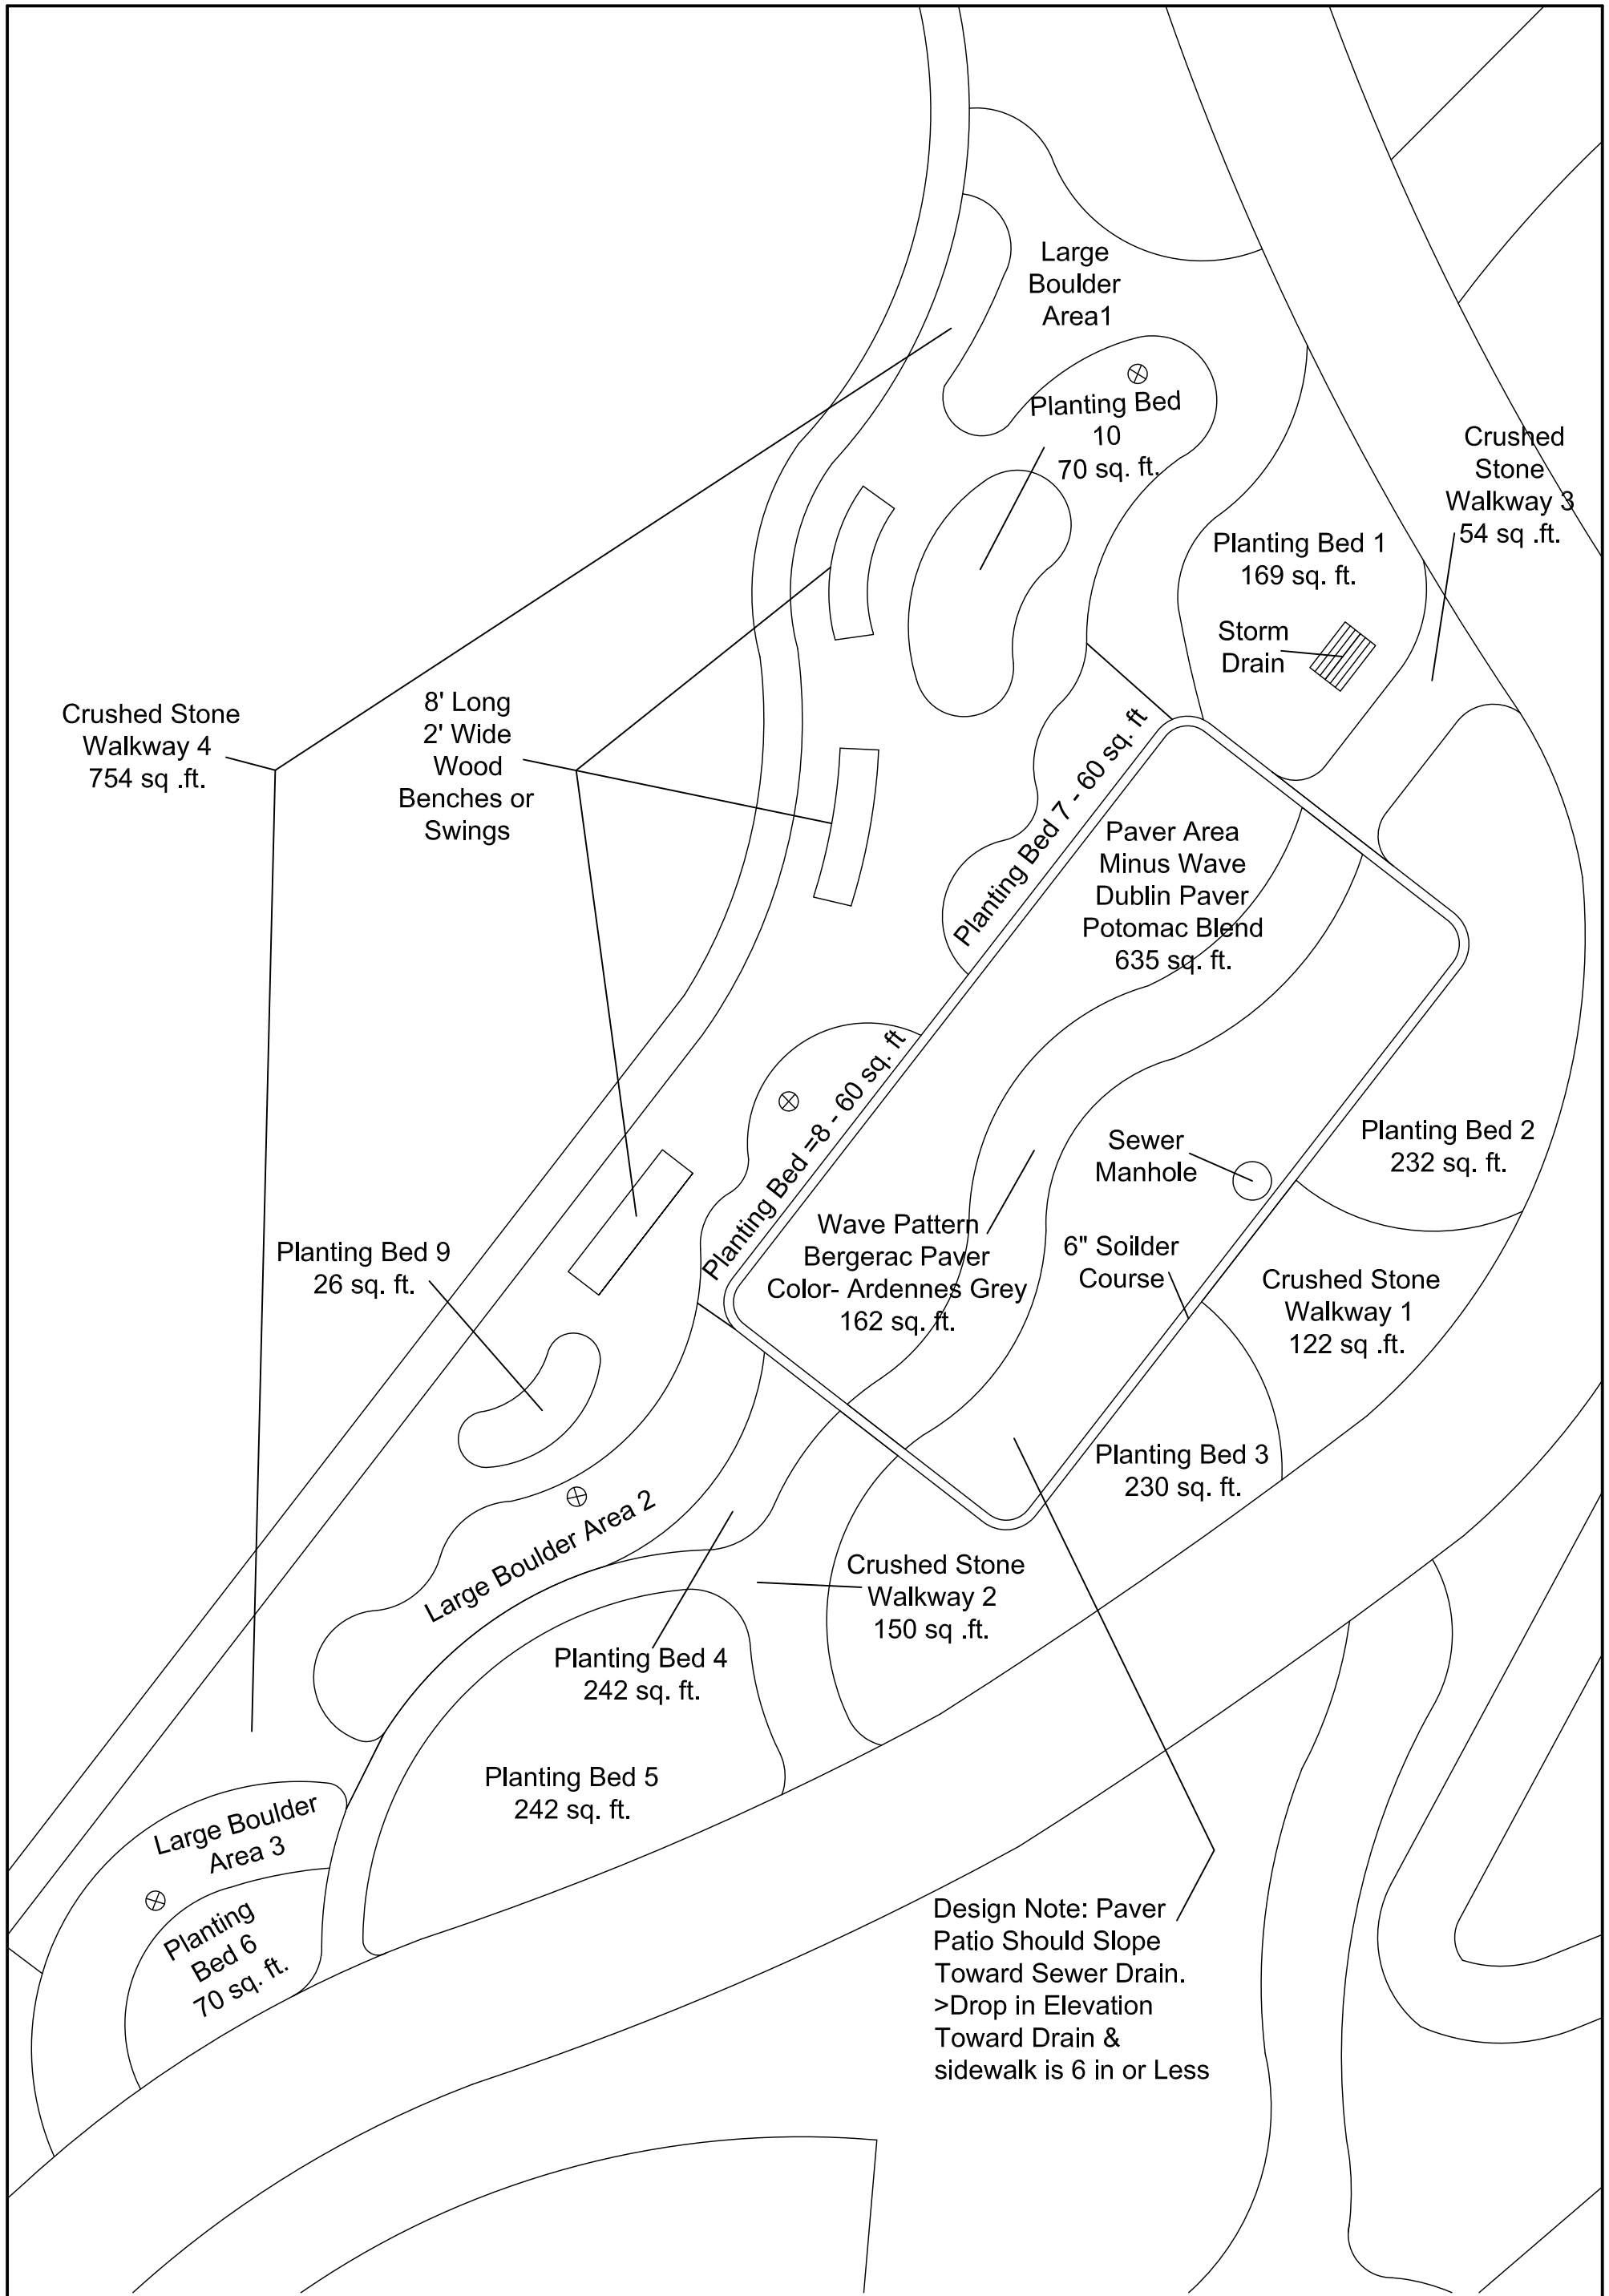 Large
Boulder
Area1
Planting Bed
10
70 sq. ft.
Crushed
Stone
Walkway 3
54 sq .ft.
Planting Bed 1
169 sq. ft.
Storm
Drain
Crushed Stone
Walkway 4
754 sq .ft.
8' Long
2' Wide
Wood
Benches or
Swings
Planting Bed 7 - 60 sq. ft
Paver Area
Minus Wave
Dublin Paver
Potomac Blend
635 sq. ft.
Planting Bed =8 - 60 sq. ft
Sewer
Manhole
Planting Bed 2
232 sq. ft.
Wave Pattern
Bergerac Paver
Color- Ardennes Grey
162 sq. ft.
6" Soilder
Course
Planting Bed 9
26 sq. ft.
Crushed Stone
Walkway 1
122 sq .ft.
Planting Bed 3
230 sq. ft.
Large Boulder Area 2
Crushed Stone
Walkway 2
150 sq .ft.
Planting Bed 4
242 sq. ft.
Planting Bed 5
242 sq. ft.
Large Boulder
Area 3
Planting
Bed 6
70 sq. ft.
Design Note: Paver
Patio Should Slope
Toward Sewer Drain.
>Drop in Elevation
Toward Drain &
sidewalk is 6 in or Less